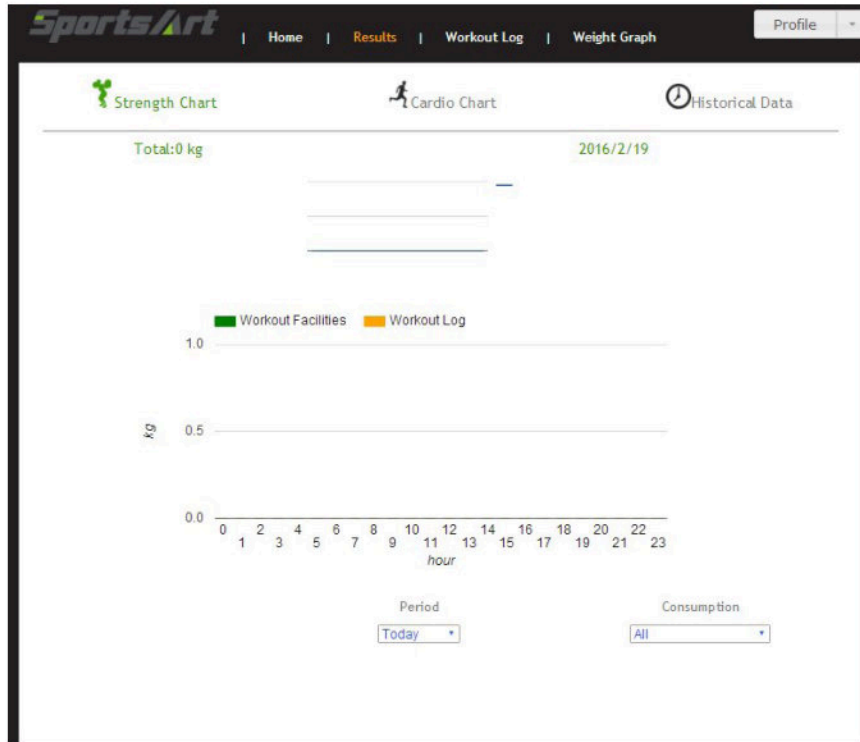 SportsArt
| Home | Results | Workout Log | Weight Graph
Profile
Strength Chart
Cardio Chart
Historical Data
Total:0 kg
2016/2/19
Workout Facilities
Workout Log
1.0
0.5
0.0
kg
0 2 4 6 8 10 12 14 16 18 20 22
1 3 5 7 9 11 13 15 17 19 21 23
hour
Period
Consumption
Today
All